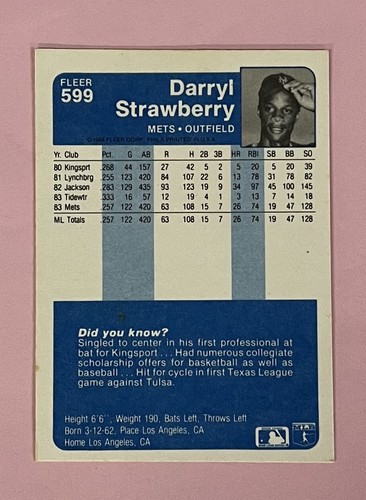 FLEER
599
Darryl
Strawberry
METS • OUTFIELD
© 1984 FLEER CORP. PHILA. PRINTED IN U.S.A.
Yr. Club Pct. G AB R H 2B 3B HR RBI SB BB SO
80 Kingsprt .268 44 157 27 42 5 2 5 20 5 20 39
81 Lynchbrg .255 123 420 84 107 22 6 13 78 31 78 82
82 Jackson .283 129 435 93 123 19 9 34 97 45 100 145
83 Tidewtr .333 16 57 12 19 4 1 3 13 7 14 18
83 Mets .257 122 420 63 108 15 7 26 74 19 47 128
ML Totals .257 122 420 63 108 15 7 26 74 19 47 128
Did you know?
Singled to center in his first professional at
bat for Kingsport . . . Had numerous collegiate
scholarship offers for basketball as well as
baseball . . . Hit for cycle in first Texas League
game against Tulsa.
Height 6'6", Weight 190, Bats Left, Throws Left
Born 3-12-62, Place Los Angeles, CA
Home Los Angeles, CA